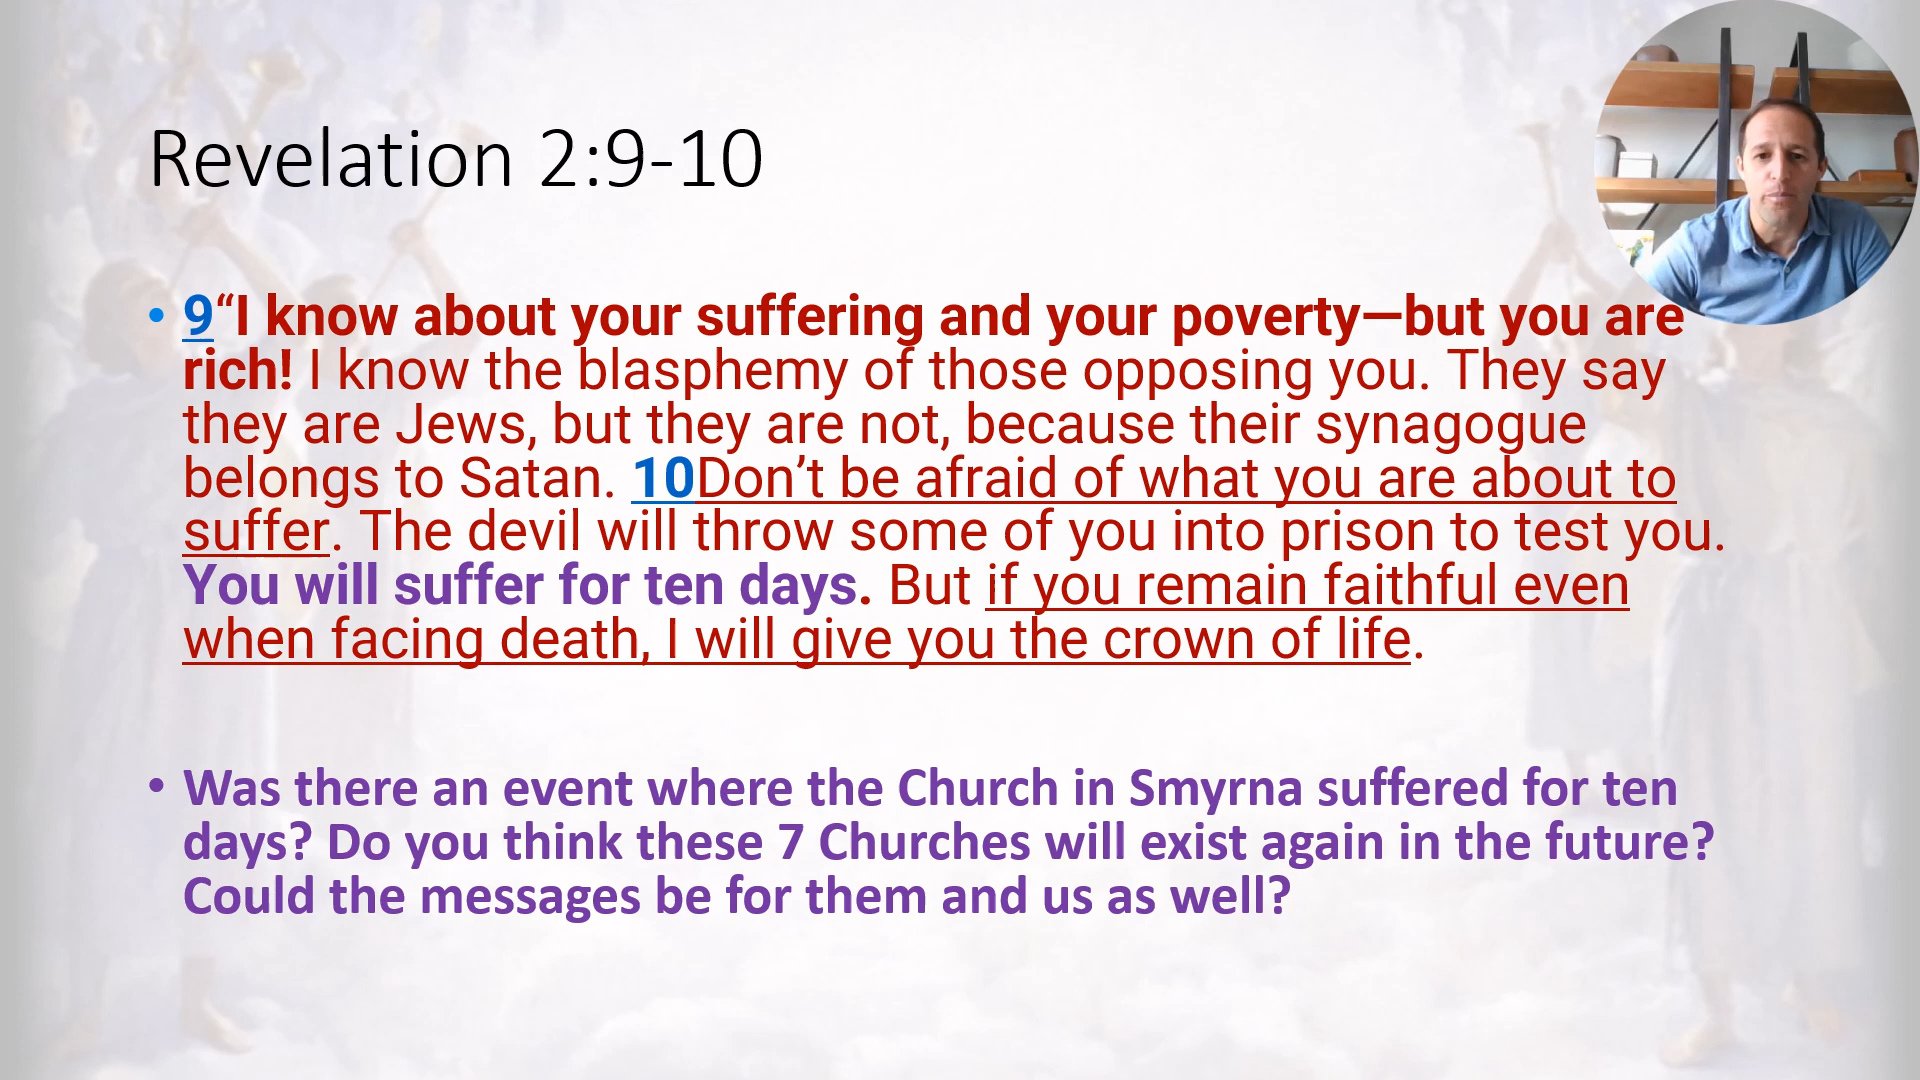 Revelation 2:9-10
• 9“I know about your suffering and your poverty—but you are
rich! I know the blasphemy of those opposing you. They say
they are Jews, but they are not, because their synagogue
belongs to Satan. 10Don’t be afraid of what you are about to
suffer. The devil will throw some of you into prison to test you.
You will suffer for ten days. But if you remain faithful even
when facing death, I will give you the crown of life.
• Was there an event where the Church in Smyrna suffered for ten
days? Do you think these 7 Churches will exist again in the future?
Could the messages be for them and us as well?